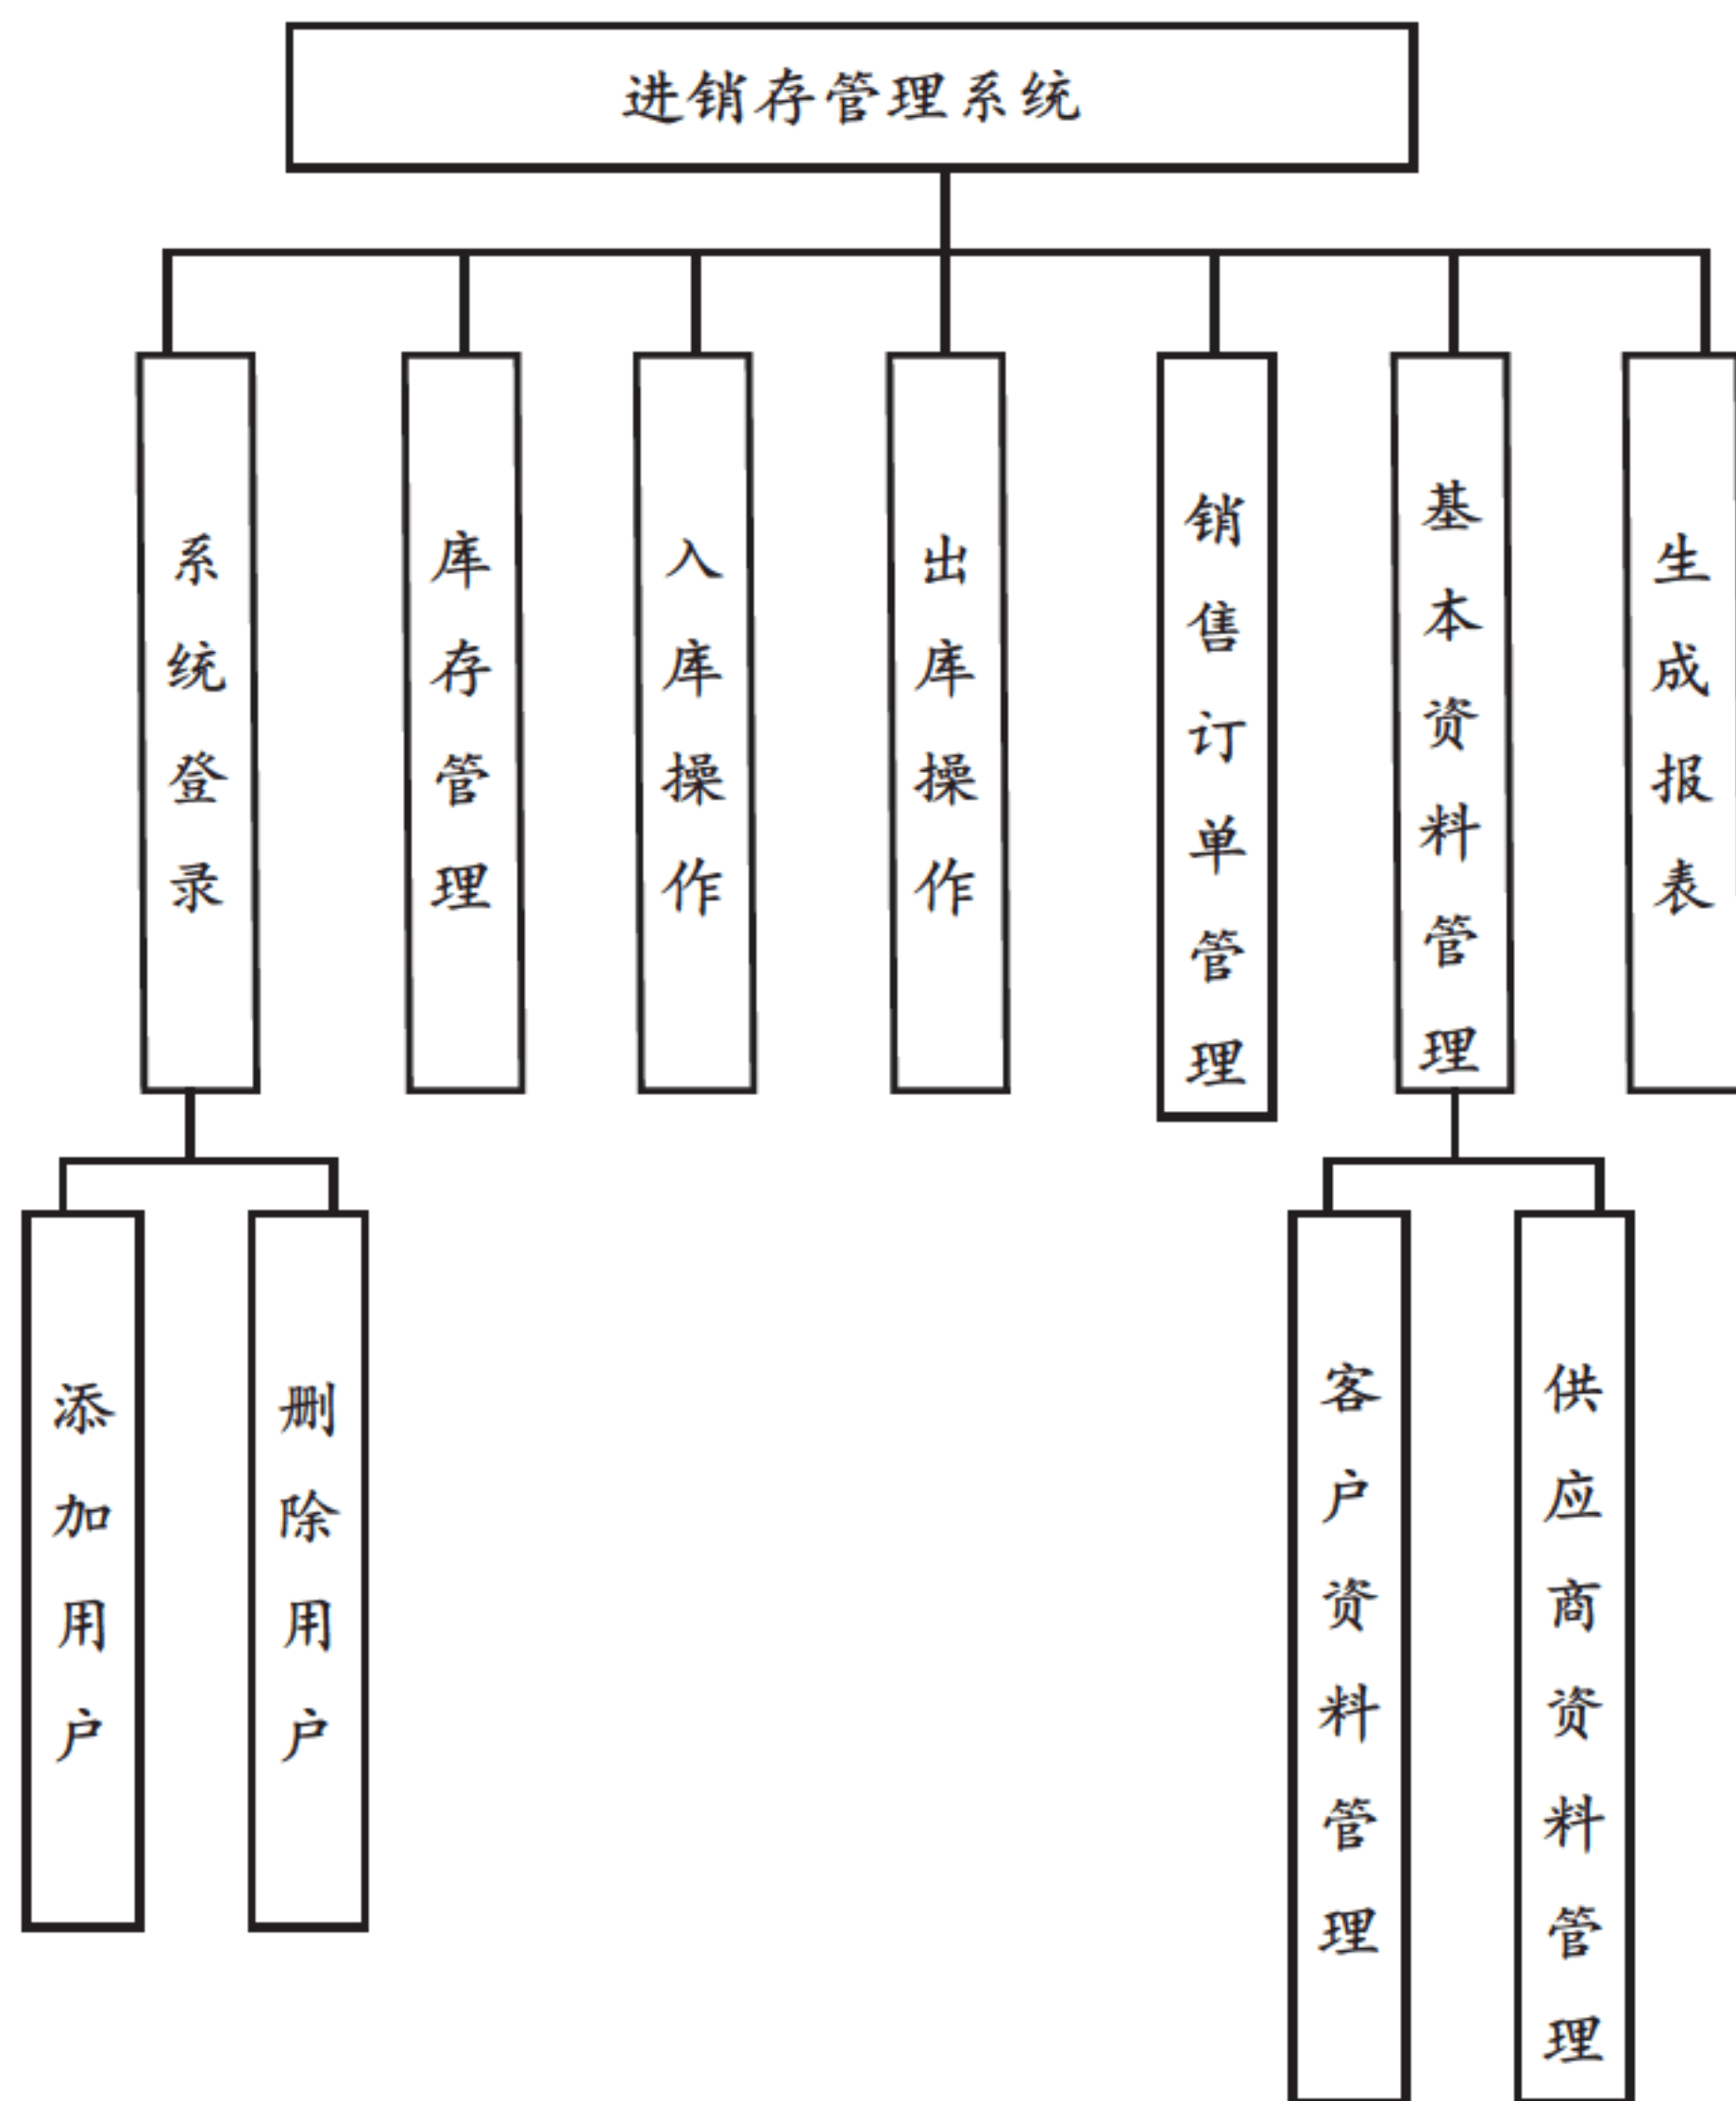 进销存管理系统
系统登录
库存管理
入库操作
出库操作
销售订单管理
基本资料管理
生成报表
添加用户
删除用户
客户资料管理
供应商资料管理